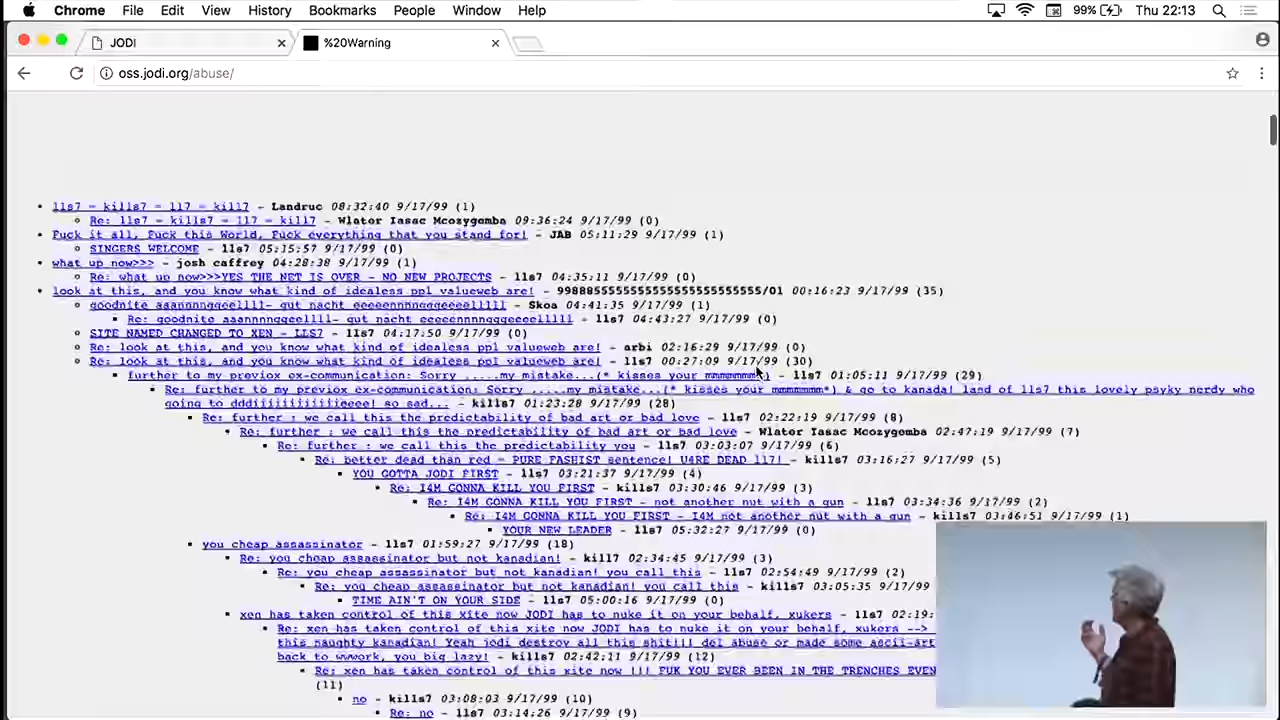 Chrome File Edit View History Bookmarks People Window Help 99% Thu 22:13
JODI %20Warning
oss.jodi.org/abuse/
lls7 = kills7 = ll7 = kill7 - Landruc 08:32:40 9/17/99 (1)
Re: lls7 = kills7 = ll7 = kill7 - Wlator Iasac Mcozygomba 09:36:24 9/17/99 (0)
Fuck it all, Fuck this World, Fuck everything that you stand for! - JAB 05:11:29 9/17/99 (1)
SINGERS WELCOME - lls7 05:15:57 9/17/99 (0)
what up now>>> - josh caffrey 04:28:38 9/17/99 (1)
Re: what up now>>>YES THE NET IS OVER - NO NEW PROJECTS - lls7 04:35:11 9/17/99 (0)
look at this, and you know what kind of idealess ppl valueweb are! - 00:16:23 9/17/99 (35)
goodnite aaannnngqeellll- gut nacht eeeennnnnggeeeelllll - Skoa 04:41:35 9/17/99 (1)
Re: goodnite aaannnngqeellll- gut nacht eeeennnnnggeeeelllll - lls7 04:43:27 9/17/99 (0)
SITE NAMED CHANGED TO XEN - LLS7 - lls7 04:17:50 9/17/99 (0)
Re: look at this, and you know what kind of idealess ppl valueweb are! - arbi 02:16:29 9/17/99 (0)
Re: look at this, and you know what kind of idealess ppl valueweb are! - lls7 00:27:09 9/17/99 (30)
further to my previox ex-communication: Sorry .....my mistake...(* kisses your - lls7 01:05:11 9/17/99 (29)
Re: further to my previox ex-communication: Sorry .....my mistake...(* kisses your mmmmmmm*) & go to kanada! land of lls7 this lovely psyky nerdy who
going to dddiiiiiiiiiiiieeee! so sad... - kills7 01:23:28 9/17/99 (28)
Re: further : we call this the predictability of bad art or bad love - lls7 02:22:19 9/17/99 (8)
Re: further : we call this the predictability of bad art or bad love - Wlator Iasac Mcozygomba 02:47:19 9/17/99 (7)
Re: further : we call this the predictability you - lls7 03:03:07 9/17/99 (6)
Re: better dead than red = PURE FASHIST sentence! U4RE DEAD ll7! - kills7 03:16:27 9/17/99 (5)
YOU GOTTA JODI FIRST - lls7 03:21:37 9/17/99 (4)
Re: I4M GONNA KILL YOU FIRST - kills7 03:30:46 9/17/99 (3)
Re: I4M GONNA KILL YOU FIRST - not another nut with a gun - lls7 03:34:36 9/17/99 (2)
Re: I4M GONNA KILL YOU FIRST - I4M not another nut with a gun - kills7 03:46:51 9/17/99 (1)
YOUR NEW LEADER - lls7 05:32:27 9/17/99 (0)
you cheap assassinator - lls7 01:59:27 9/17/99 (18)
Re: you cheap assassinator but not kanadian! - kill7 02:34:45 9/17/99 (3)
Re: you cheap assassinator but not kanadian! you call this - lls7 02:54:49 9/17/99 (2)
Re: you cheap assassinator but not kanadian! you call this - kills7 03:05:35 9/17/99
TIME AIN'T ON YOUR SIDE - lls7 05:00:16 9/17/99 (0)
xen has taken control of this xite now JODI has to nuke it on your behalf, xukers - lls7 02:19:
Re: xen has taken control of this xite now JODI has to nuke it on your behalf, xukers -->
this naughty kanadian! Yeah jodi destroy all this shit!!! del abuse or made some ascii-art
back to wwwork, you big lazy! - kills7 02:42:11 9/17/99 (12)
Re: xen has taken control of this xite now !!! FUK YOU EVER BEEN IN THE TRENCHES EVEN
(11)
no - kills7 03:08:03 9/17/99 (10)
Re: no - lls7 03:14:26 9/17/99 (9)